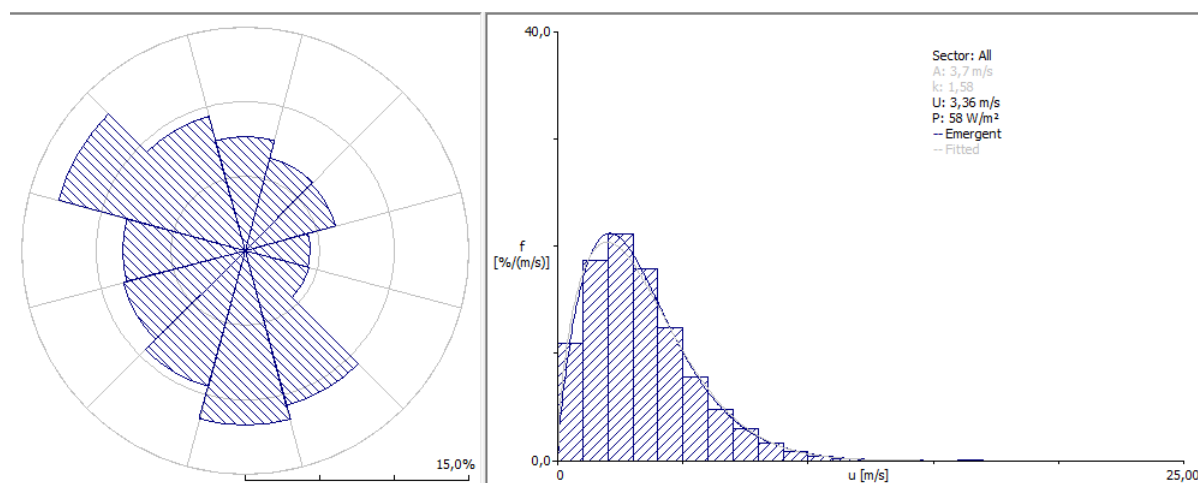 15,0%
40,0
f
[%/(m/s)]
0,0
0
u [m/s]
25,00
Sector: All
A: 3,7 m/s
k: 1,58
U: 3,36 m/s
P: 58 W/m²
-- Emergent
-- Fitted